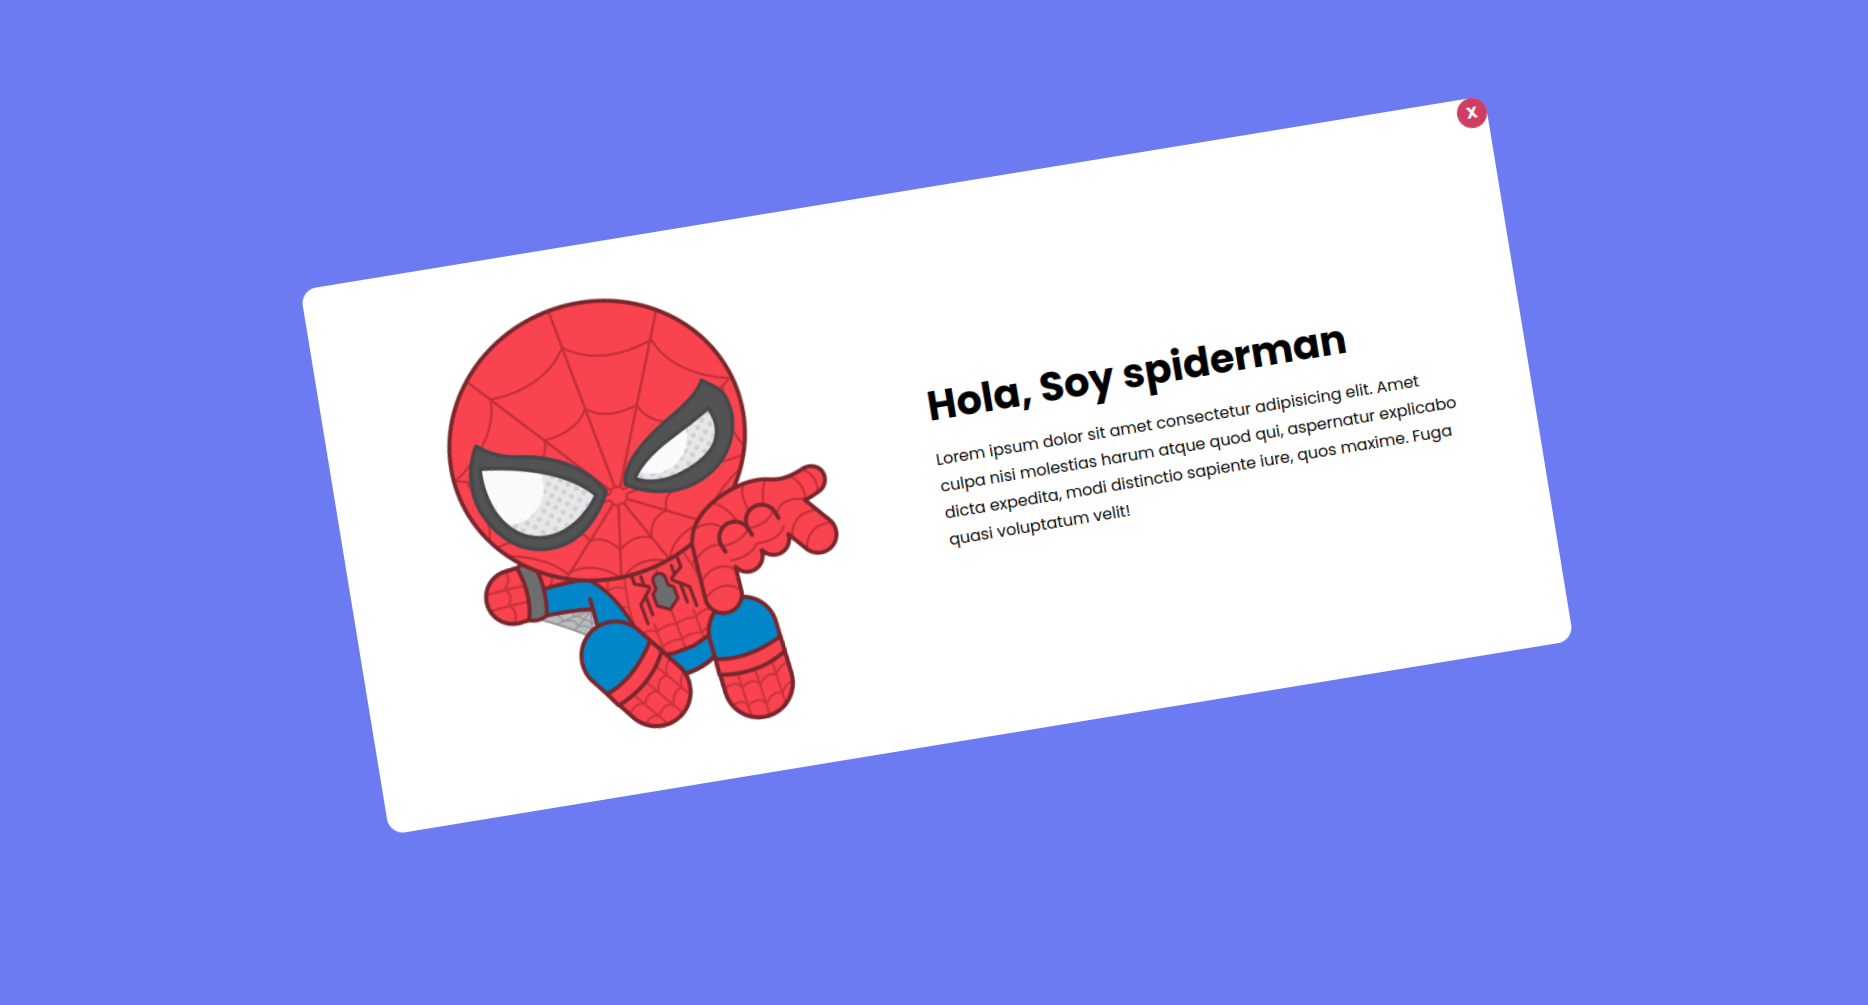 X
Hola, Soy spiderman
Lorem ipsum dolor sit amet consectetur adipisicing elit. Amet
culpa nisi molestias harum atque quod qui, aspernatur explicabo
dicta expedita, modi distinctio sapiente iure, quos maxime. Fuga
quasi voluptatum velit!